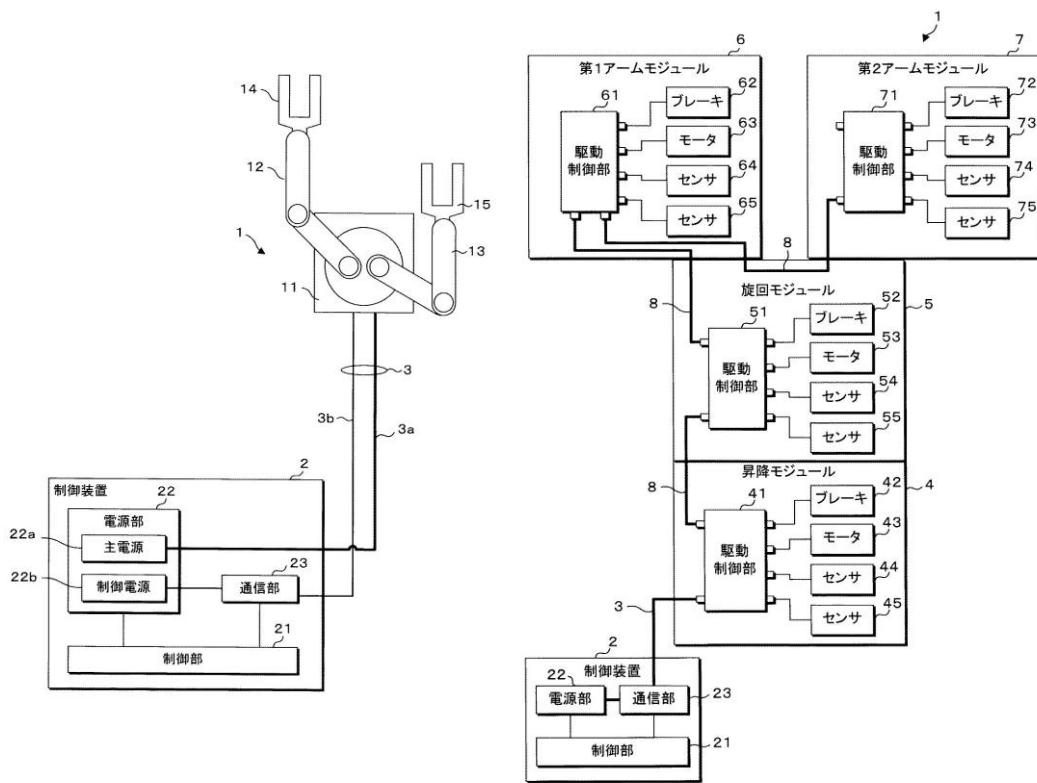 14
12
1
11
15
13
3
3b
3a
2
制御装置
22
電源部
22a
主電源
22b
制御電源
23
通信部
21
制御部
1
6
第1アームモジュール
61
駆動
制御部
62
ブレーキ
63
モータ
64
センサ
65
センサ
7
第2アームモジュール
71
駆動
制御部
72
ブレーキ
73
モータ
74
センサ
75
センサ
8
旋回モジュール
5
8
51
駆動
制御部
52
ブレーキ
53
モータ
54
センサ
55
センサ
昇降モジュール
4
8
41
駆動
制御部
42
ブレーキ
43
モータ
44
センサ
45
センサ
3
2
制御装置
22
電源部
通信部
23
制御部
21